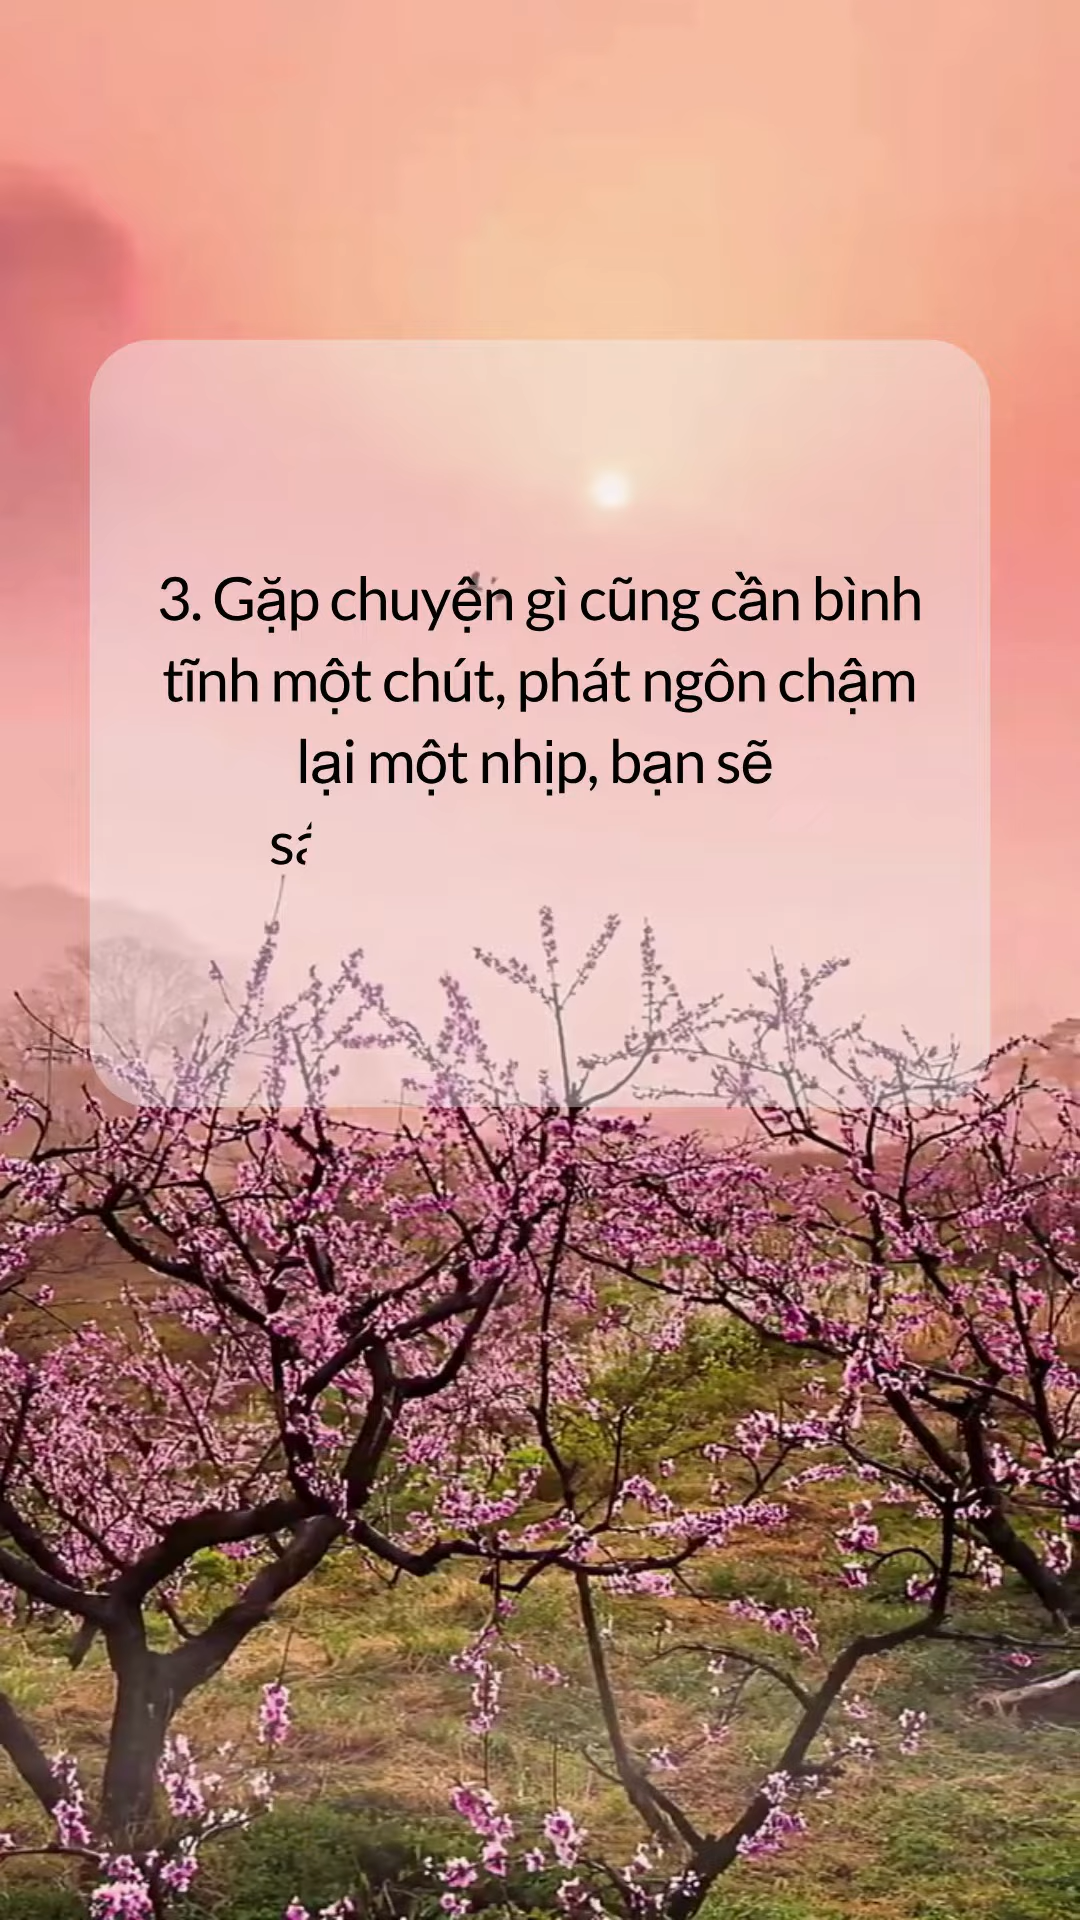 3. Gặp chuyện gì cũng cần bình
tĩnh một chút, phát ngôn chậm
lại một nhịp, bạn sẽ